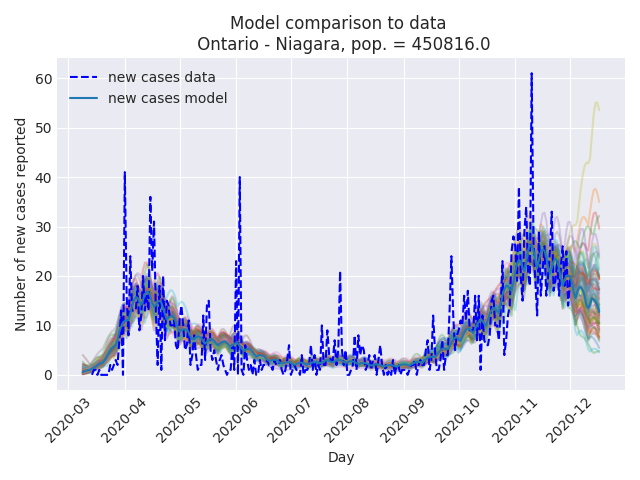 Model comparison to data
Ontario - Niagara, pop. = 450816.0
new cases data
new cases model
Number of new cases reported
60
50
40
30
20
10
0
2020-03
2020-04
2020-05
2020-06
2020-07
2020-08
2020-09
2020-10
2020-11
2020-12
Day